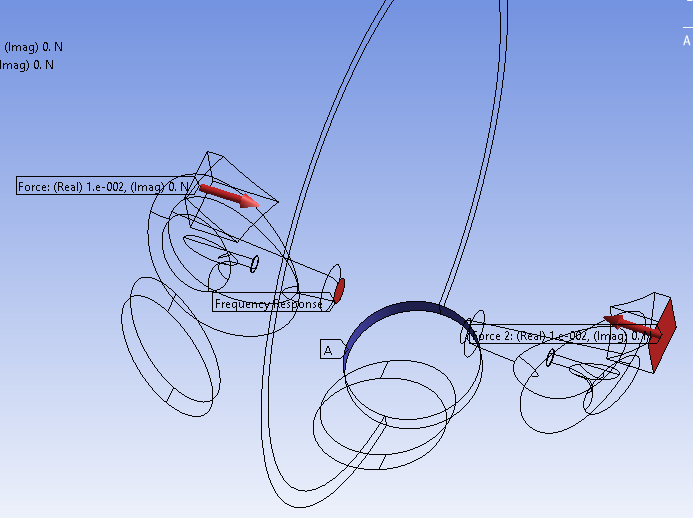 (Imag) 0. N
Imag) 0. N
A
Force: (Real) 1.e-002, (Imag) 0. N
Frequency Response
A
Force 2: (Real) 1.e-002, (Imag) 0. N